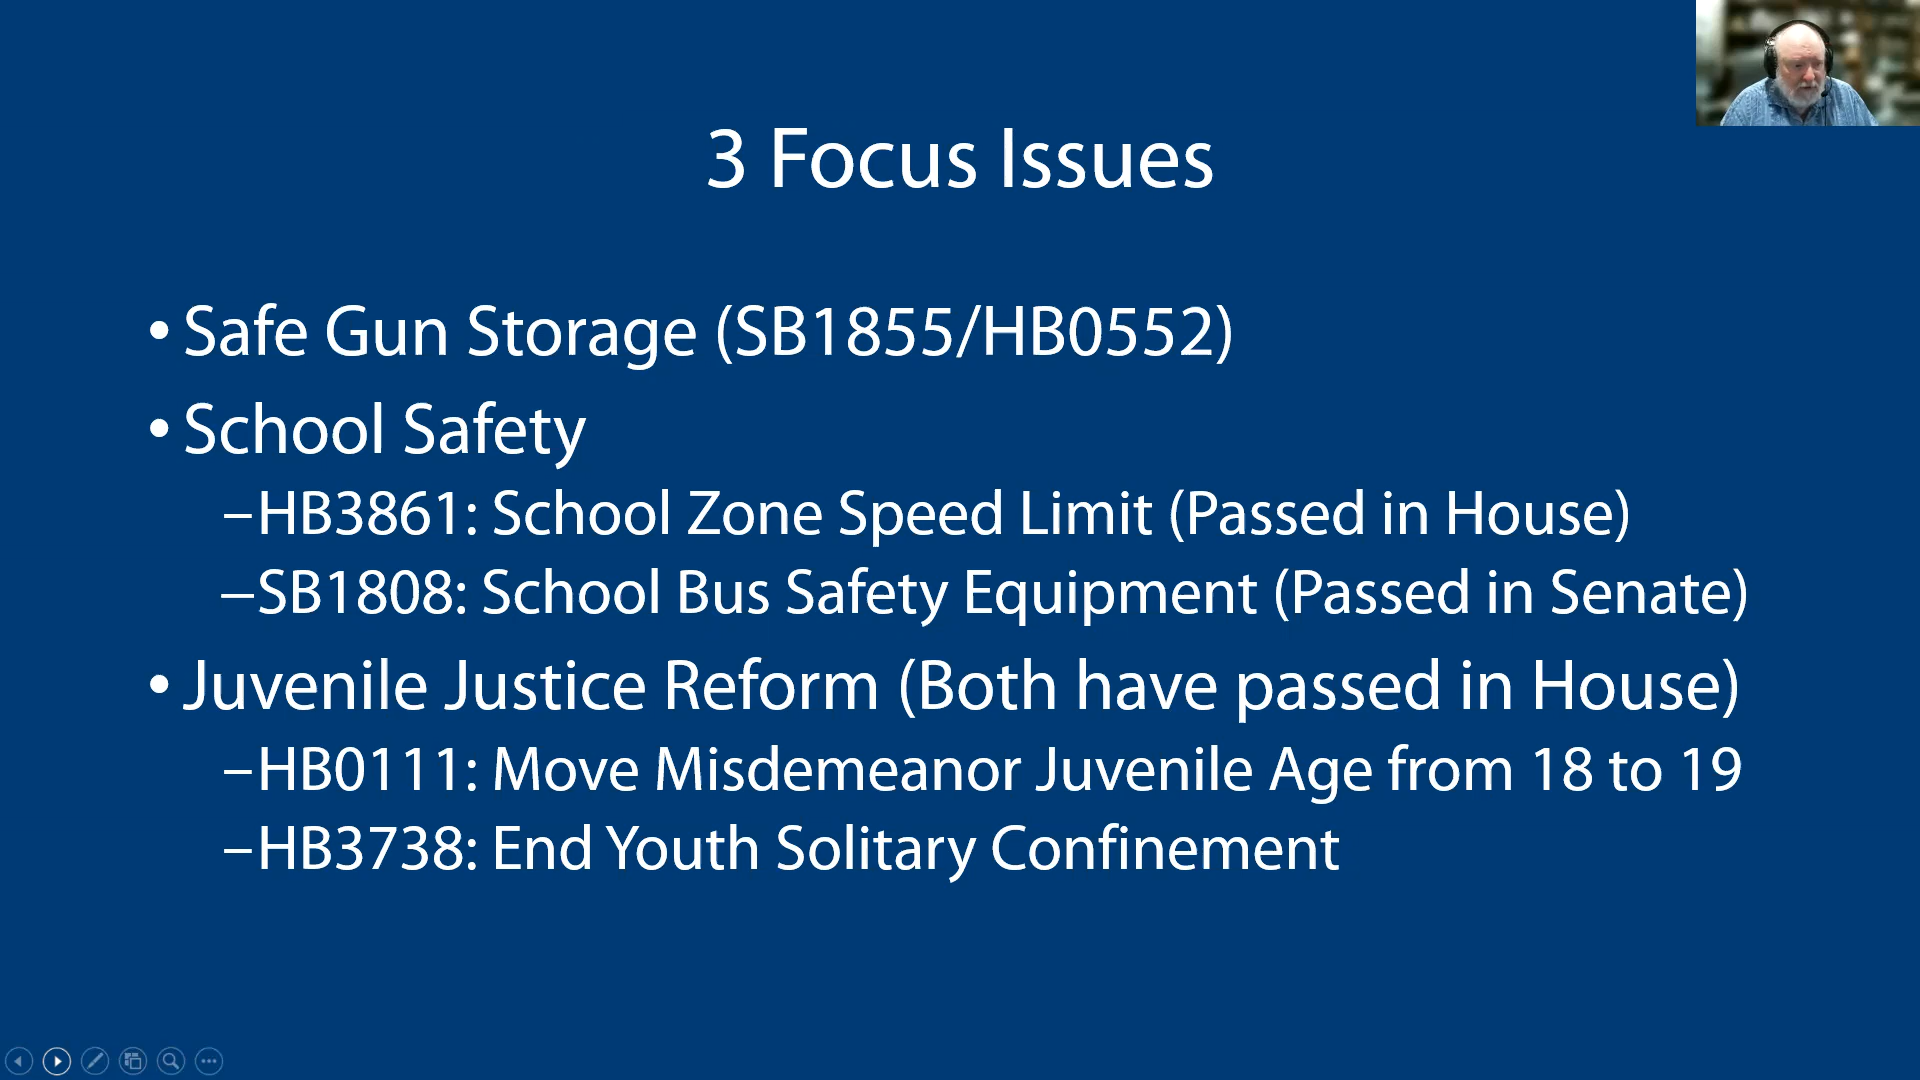 3 Focus Issues
• Safe Gun Storage (SB1855/HB0552)
• School Safety
–HB3861: School Zone Speed Limit (Passed in House)
–SB1808: School Bus Safety Equipment (Passed in Senate)
• Juvenile Justice Reform (Both have passed in House)
–HB0111: Move Misdemeanor Juvenile Age from 18 to 19
–HB3738: End Youth Solitary Confinement